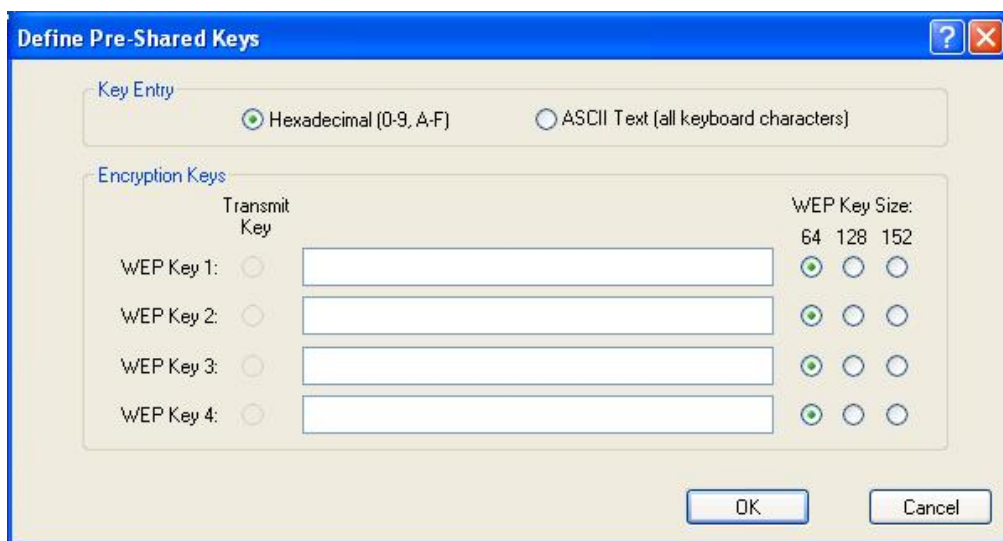 Define Pre-Shared Keys
Key Entry
Hexadecimal (0-9, A-F) ASCII Text (all keyboard characters)
Encryption Keys
Transmit Key
WEP Key Size:
64 128 152
WEP Key 1:
WEP Key 2:
WEP Key 3:
WEP Key 4:
OK Cancel